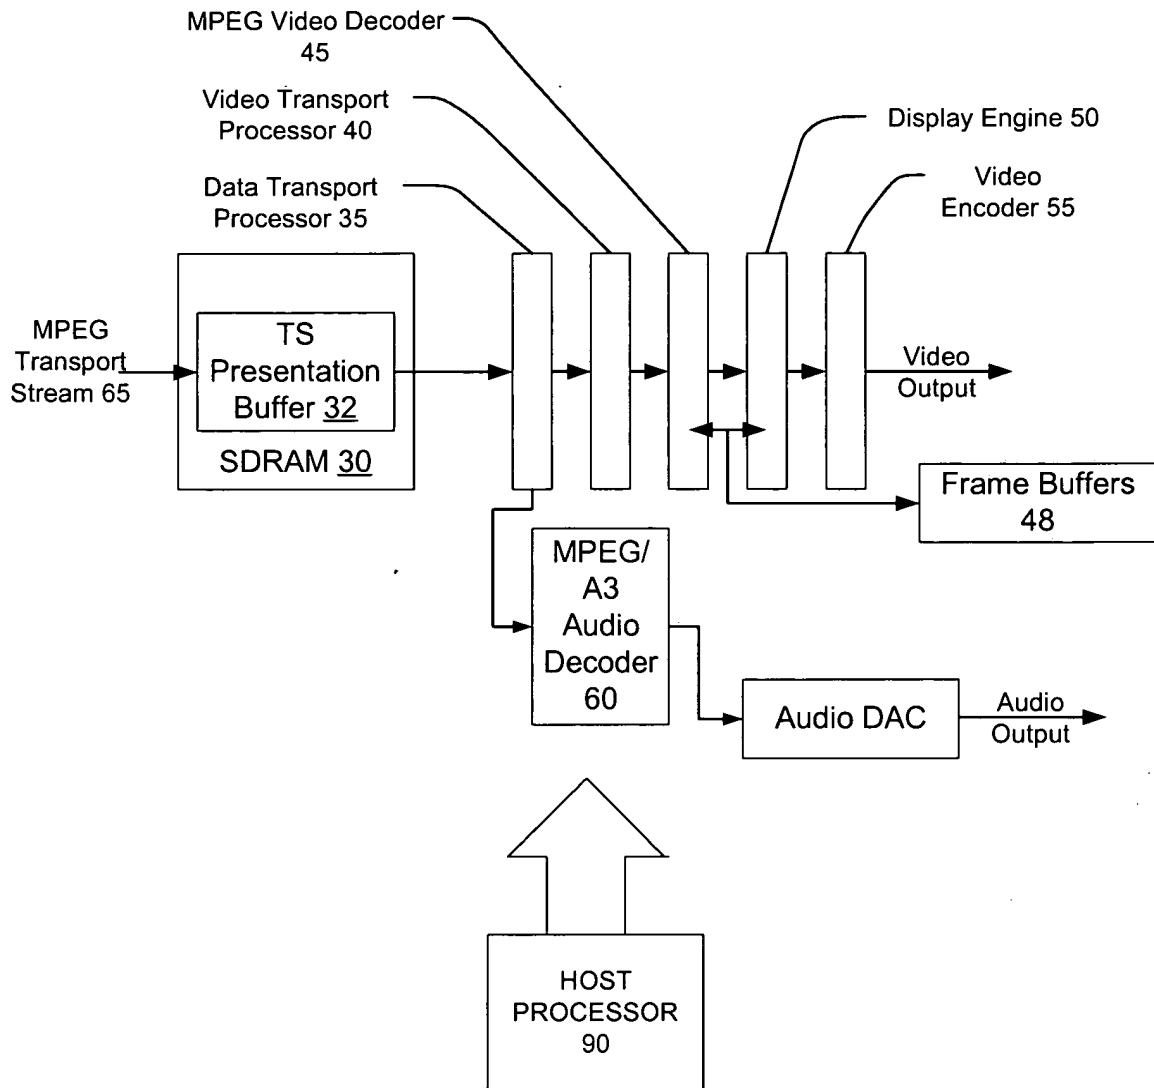 MPEG Video Decoder
45
Video Transport
Processor 40
Data Transport
Processor 35
Display Engine 50
Video
Encoder 55
MPEG
Transport
Stream 65
TS
Presentation
Buffer 32
SDRAM 30
Video
Output
Frame Buffers
48
MPEG/
A3
Audio
Decoder
60
Audio DAC
Audio
Output
HOST
PROCESSOR
90